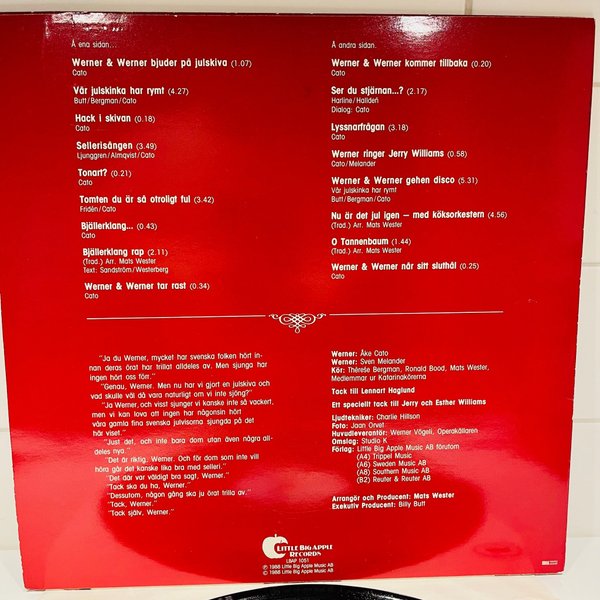 Å ena sidan...
Werner & Werner bjuder på julskiva (1.07)
Cato
Vår julskinka har rymt (4.27)
Butt/Bergman/Cato
Hack i skivan (0.18)
Cato
Sellerisången (3.49)
Ljunggren/Almqvist/Cato
Tonart? (0.21)
Cato
Tomten du är så otroligt ful (3.42)
Fridén/Cato
Bjällerklang... (0.43)
Cato
Bjällerklang rap (2.11)
(Trad.) Arr. Mats Wester
Text: Sandström/Westerberg
Werner & Werner tar rast (0.34)
Å andra sidan.
Werner & Werner kommer tillbaka (0.20)
Cato
Ser du stjärnan...? (2.17)
Harline/Halldén
Dialog: Cato
Lyssnarfrågan (3.18)
Cato
Werner ringer Jerry Williams (0.58)
Cato/Melander
Werner & Werner gehen disco (5.31)
Vår julskinka har rymt
Butt/Bergman/Cato
Nu är det jul igen — med köksorkestern (4.56)
(Trad.) Arr. Mats Wester
O Tannenbaum (1.44)
(Trad.) Arr. Mats Wester
Werner & Werner når sitt sluthål (0.25)
Cato
"Ja du Werner, mycket har svenska folken hört in-
nan deras örat har trillat alldeles av. Men sjunga har
ingen hört oss förr."
"Genau, Werner. Men nu har vi gjort en julskiva och
vad skulle väl då vara naturligt om vi inte sjöng?"
"Ja Werner, och visst sjunger vi kanske inte så vackert,
men vi kan lova att ingen har någonsin hört
våra gamla fina svenska julvisorna sjungda på det
här viset."
"Just det, och inte bara dom utan även några all-
deles nya."
"Det är riktig, Werner. Och för dom som inte vill
höra går det kanske lika bra med selleri."
"Det där var väldigt bra sagt, Werner."
"Tack ska du ha, Werner."
"Dessutom, någon gång ska ju örat trilla av."
"Tack, Werner."
"Tack själv, Werner."
Werner: Åke Cato
Werner: Sven Melander
Kör: Thérèse Bergman, Ronald Bood, Mats Wester,
Medlemmar ur Katarinakörerna
Tack till Lennart Haglund
Ett speciellt tack till Jerry och Esther Williams
Ljudtekniker: Charlie Hillson
Foto: Jaan Orvet
Huvudleverantör: Werner Vögeli, Operakällaren
Omslag: Studio K
Förlag: Little Big Apple Music AB förutom
(A4) Trippel Music
(A6) Sweden Music AB
(A8) Southern Music AB
(B2) Reuter & Reuter AB
Arrangör och Producent: Mats Wester
Exekutiv Producent: Billy Butt
LITTLE BIG APPLE
RECORDS
LBAP 1051
℗ 1988 Little Big Apple Music AB
© 1988 Little Big Apple Music AB